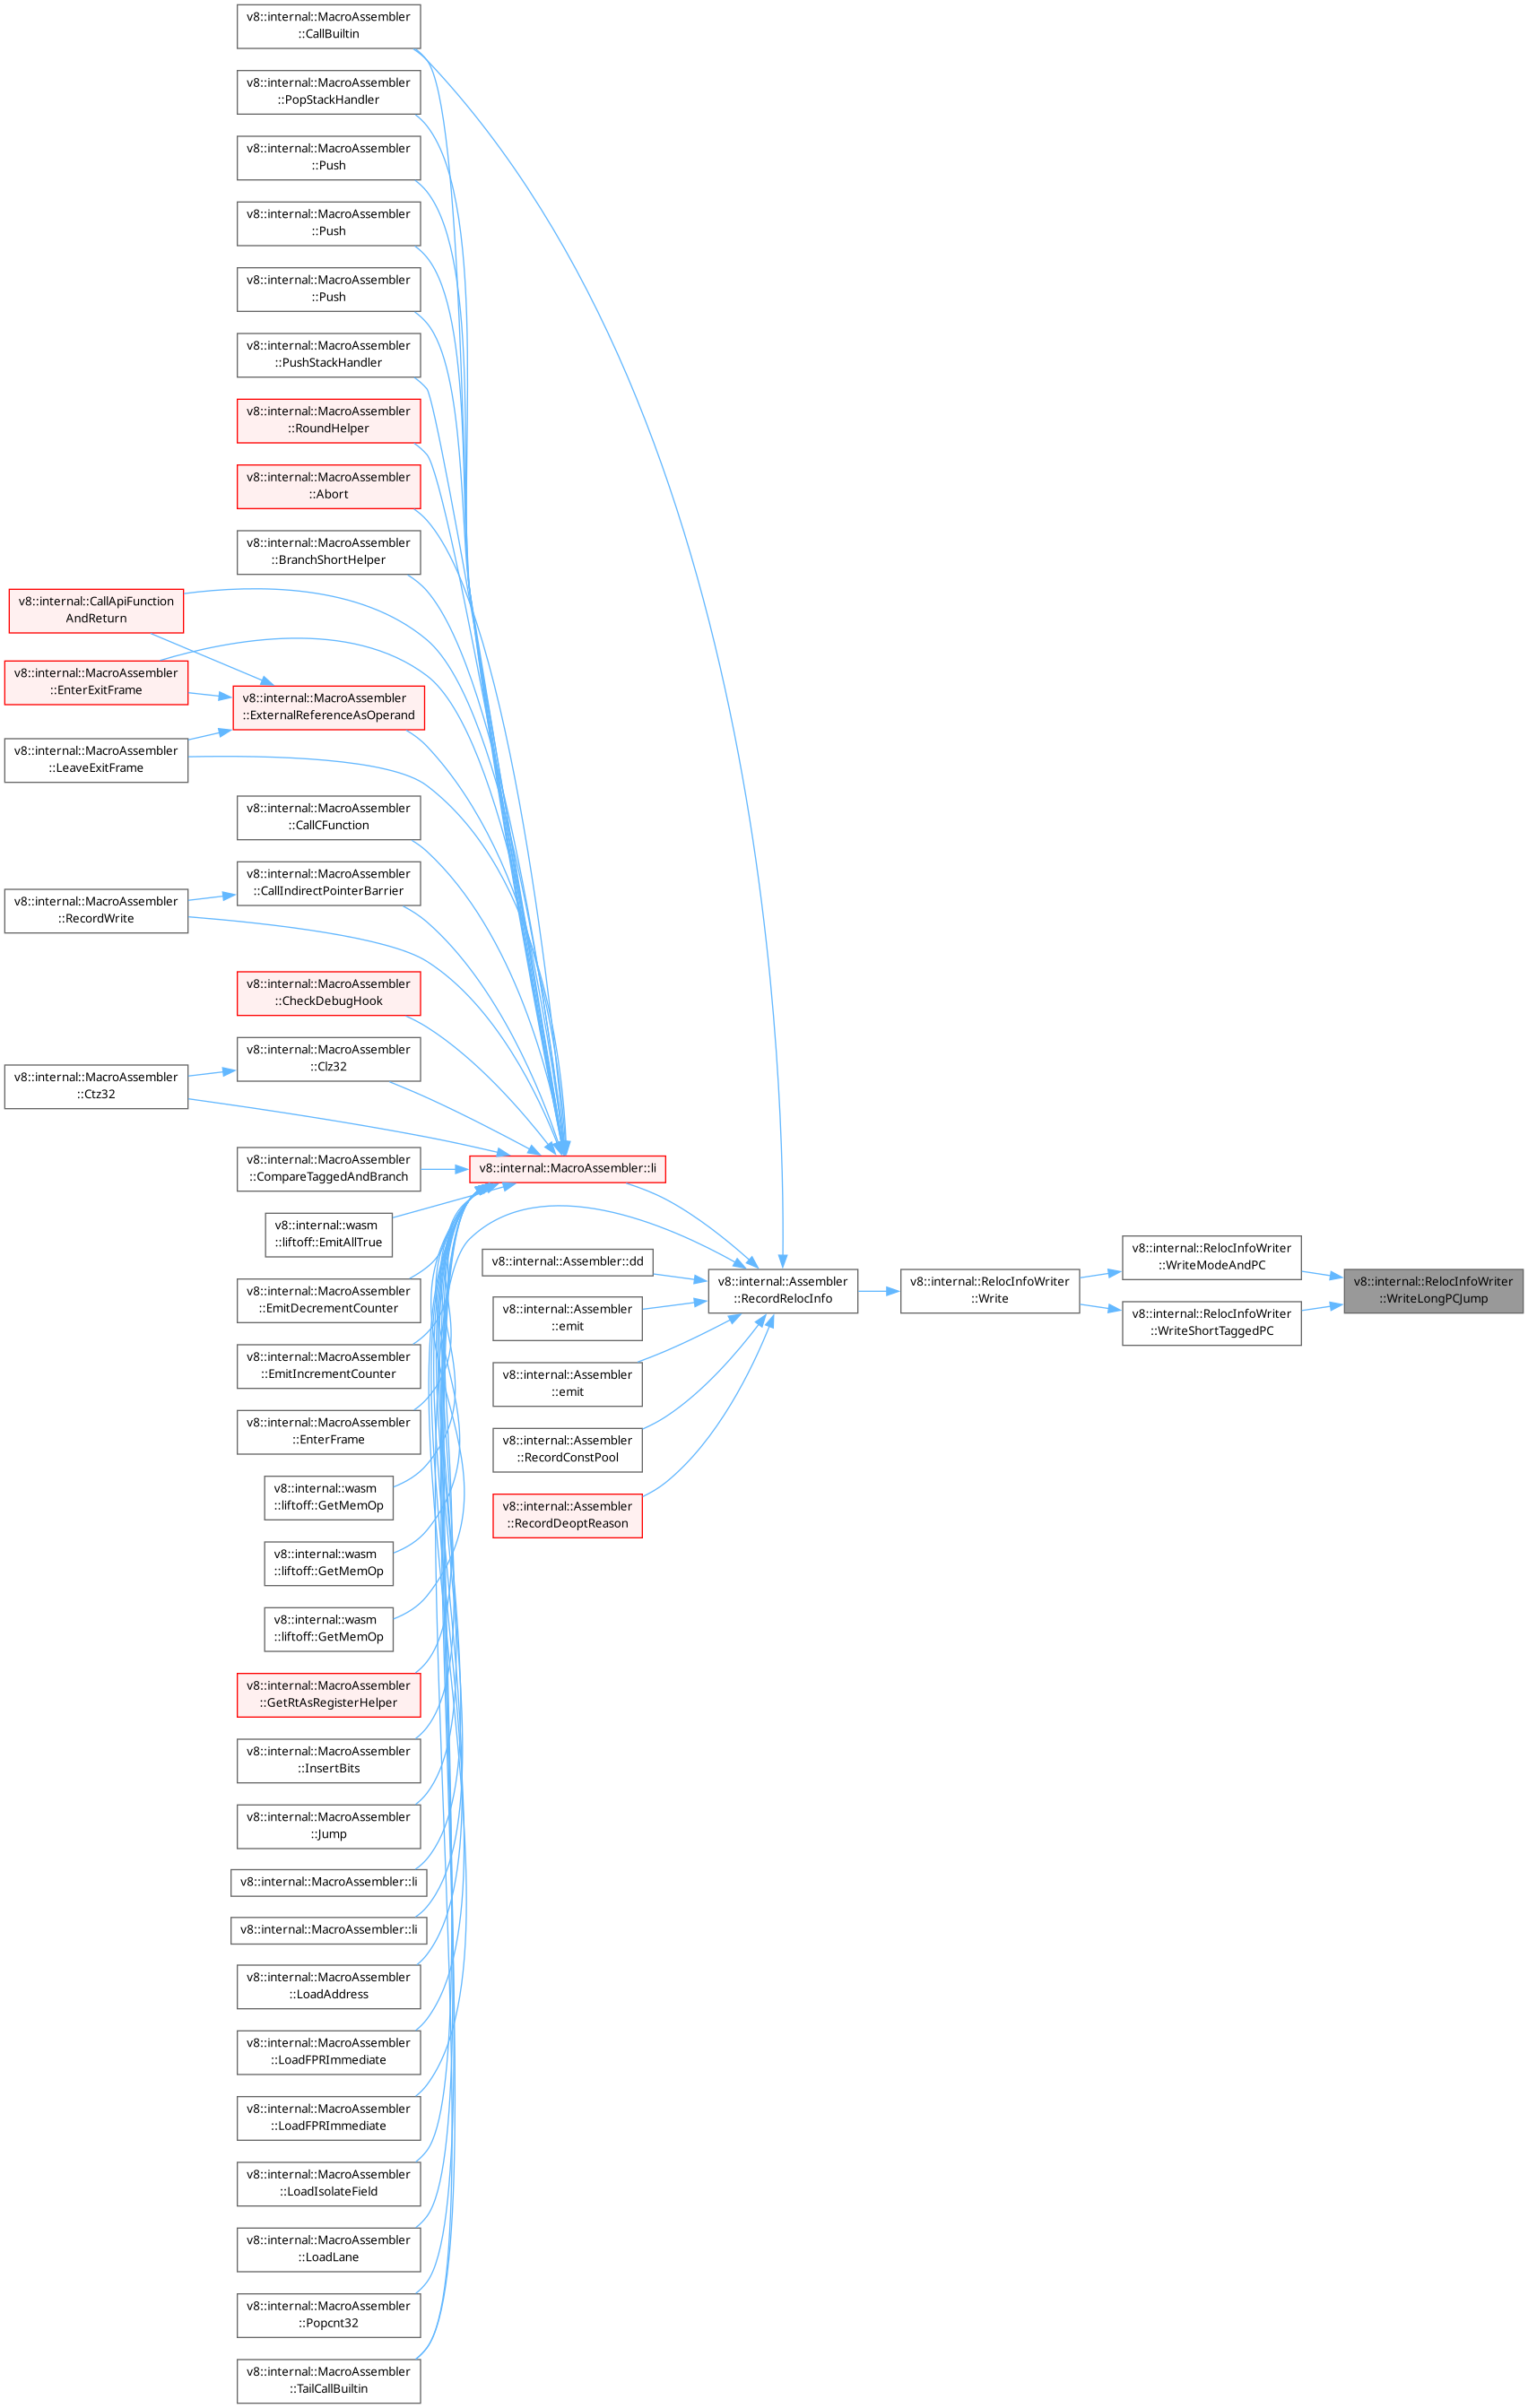 v8::internal::MacroAssembler
::CallBuiltin
v8::internal::MacroAssembler
::PopStackHandler
v8::internal::MacroAssembler
::Push
v8::internal::MacroAssembler
::Push
v8::internal::MacroAssembler
::Push
v8::internal::MacroAssembler
::PushStackHandler
v8::internal::MacroAssembler
::RoundHelper
v8::internal::MacroAssembler
::Abort
v8::internal::MacroAssembler
::BranchShortHelper
v8::internal::CallApiFunction
AndReturn
v8::internal::MacroAssembler
::EnterExitFrame
v8::internal::MacroAssembler
::ExternalReferenceAsOperand
v8::internal::MacroAssembler
::LeaveExitFrame
v8::internal::MacroAssembler
::CallCFunction
v8::internal::MacroAssembler
::CallIndirectPointerBarrier
v8::internal::MacroAssembler
::RecordWrite
v8::internal::MacroAssembler
::CheckDebugHook
v8::internal::MacroAssembler
::Clz32
v8::internal::MacroAssembler
::Ctz32
v8::internal::MacroAssembler
::CompareTaggedAndBranch
v8::internal::MacroAssembler::li
v8::internal::wasm
::liftoff::EmitAllTrue
v8::internal::Assembler::dd
v8::internal::Assembler
::RecordRelocInfo
v8::internal::RelocInfoWriter
::Write
v8::internal::RelocInfoWriter
::WriteModeAndPC
v8::internal::RelocInfoWriter
::WriteShortTaggedPC
v8::internal::RelocInfoWriter
::WriteLongPCJump
v8::internal::MacroAssembler
::EmitDecrementCounter
v8::internal::Assembler
::emit
v8::internal::MacroAssembler
::EmitIncrementCounter
v8::internal::Assembler
::emit
v8::internal::MacroAssembler
::EnterFrame
v8::internal::Assembler
::RecordConstPool
v8::internal::wasm
::liftoff::GetMemOp
v8::internal::Assembler
::RecordDeoptReason
v8::internal::wasm
::liftoff::GetMemOp
v8::internal::wasm
::liftoff::GetMemOp
v8::internal::MacroAssembler
::GetRtAsRegisterHelper
v8::internal::MacroAssembler
::InsertBits
v8::internal::MacroAssembler
::Jump
v8::internal::MacroAssembler::li
v8::internal::MacroAssembler::li
v8::internal::MacroAssembler
::LoadAddress
v8::internal::MacroAssembler
::LoadFPRImmediate
v8::internal::MacroAssembler
::LoadFPRImmediate
v8::internal::MacroAssembler
::LoadIsolateField
v8::internal::MacroAssembler
::LoadLane
v8::internal::MacroAssembler
::Popcnt32
v8::internal::MacroAssembler
::TailCallBuiltin